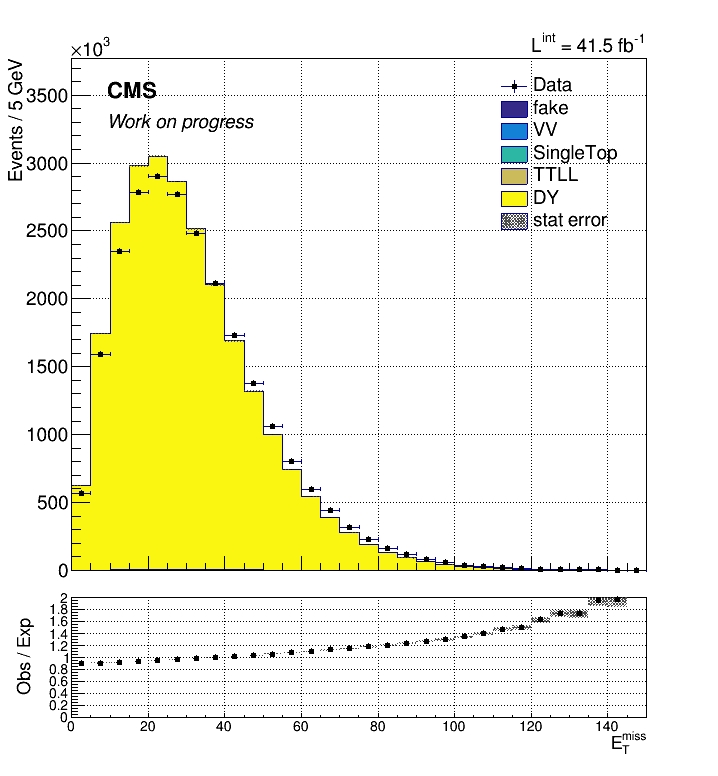 ×10³
L^int = 41.5 fb^-1
Events / 5 GeV
CMS
Work on progress
Data
fake
VV
SingleTop
TTLL
DY
stat error
3500
3000
2500
2000
1500
1000
500
0
Obs / Exp
2
1.8
1.6
1.4
1.2
1
0.8
0.6
0.4
0.2
0
0 20 40 60 80 100 120 140
E_T^miss